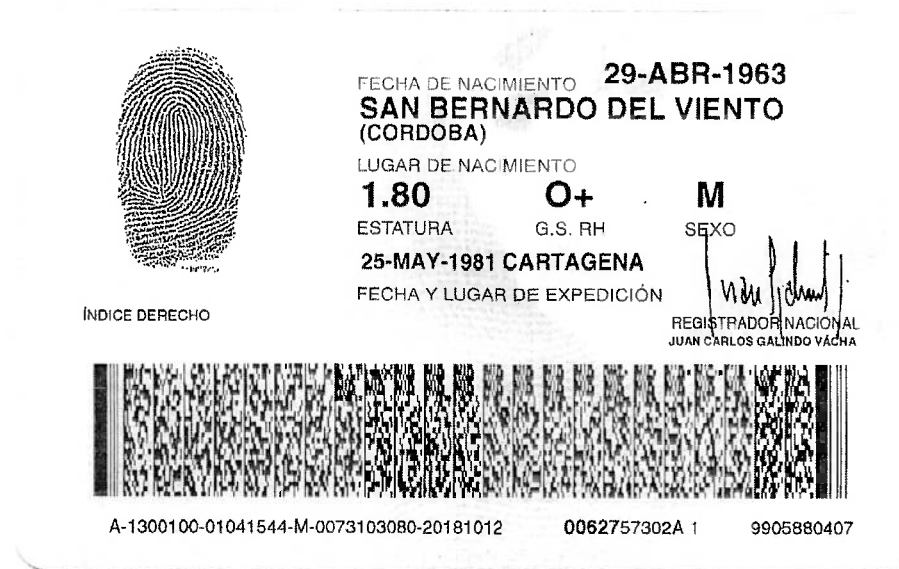 FECHA DE NACIMIENTO 29-ABR-1963
SAN BERNARDO DEL VIENTO
(CORDOBA)
LUGAR DE NACIMIENTO
1.80 O+ M
ESTATURA G.S. RH SEXO
25-MAY-1981 CARTAGENA
FECHA Y LUGAR DE EXPEDICIÓN
ÍNDICE DERECHO
REGISTRADOR NACIONAL
JUAN CARLOS GALINDO VÁCHA
A-1300100-01041544-M-0073103080-20181012 0062757302A 1 9905880407